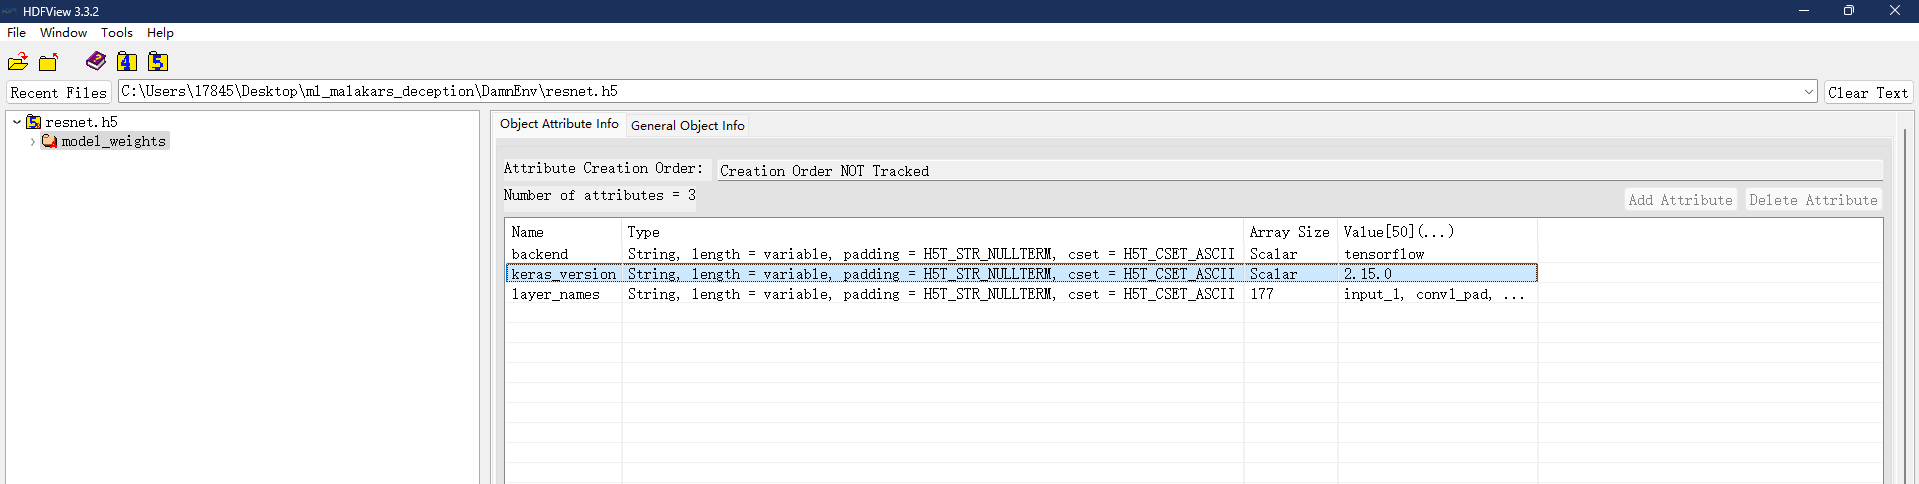 HDFView 3.3.2
File Window Tools Help
4 5
Recent Files C:\Users\17845\Desktop\ml_malakars_deception\DamnEnv\resnet.h5 Clear Text
5 resnet.h5
model_weights
Object Attribute Info General Object Info
Attribute Creation Order: Creation Order NOT Tracked
Number of attributes = 3
Add Attribute Delete Attribute
Name Type Array Size Value[50](...)
backend String, length = variable, padding = H5T_STR_NULLTERM, cset = H5T_CSET_ASCII Scalar tensorflow
keras_version String, length = variable, padding = H5T_STR_NULLTERM, cset = H5T_CSET_ASCII Scalar 2.15.0
layer_names String, length = variable, padding = H5T_STR_NULLTERM, cset = H5T_CSET_ASCII 177 input_1, conv1_pad, ...